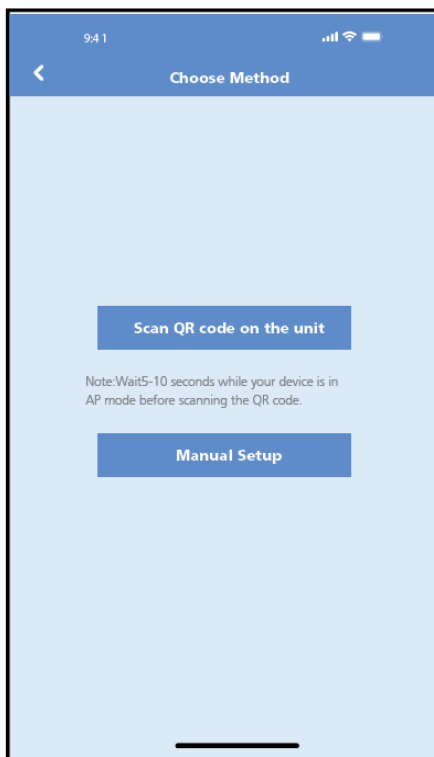 9:41
Choose Method
Scan QR code on the unit
Note:Wait5-10 seconds while your device is in
AP mode before scanning the QR code.
Manual Setup